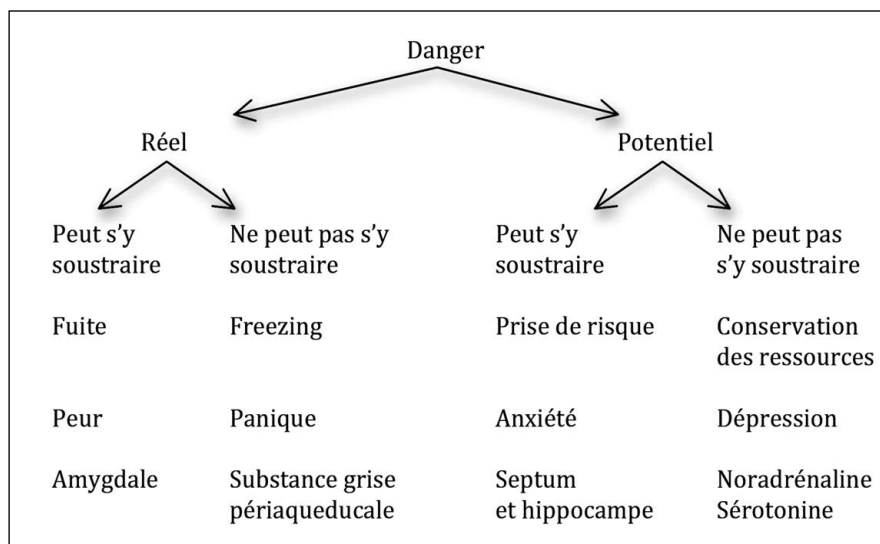 Danger
Réel
Potentiel
Peut s’y
soustraire
Ne peut pas s’y
soustraire
Peut s’y
soustraire
Ne peut pas
s’y soustraire
Fuite
Freezing
Prise de risque
Conservation
des ressources
Peur
Panique
Anxiété
Dépression
Amygdale
Substance grise
périaqueducale
Septum
et hippocampe
Noradrénaline
Sérotonine